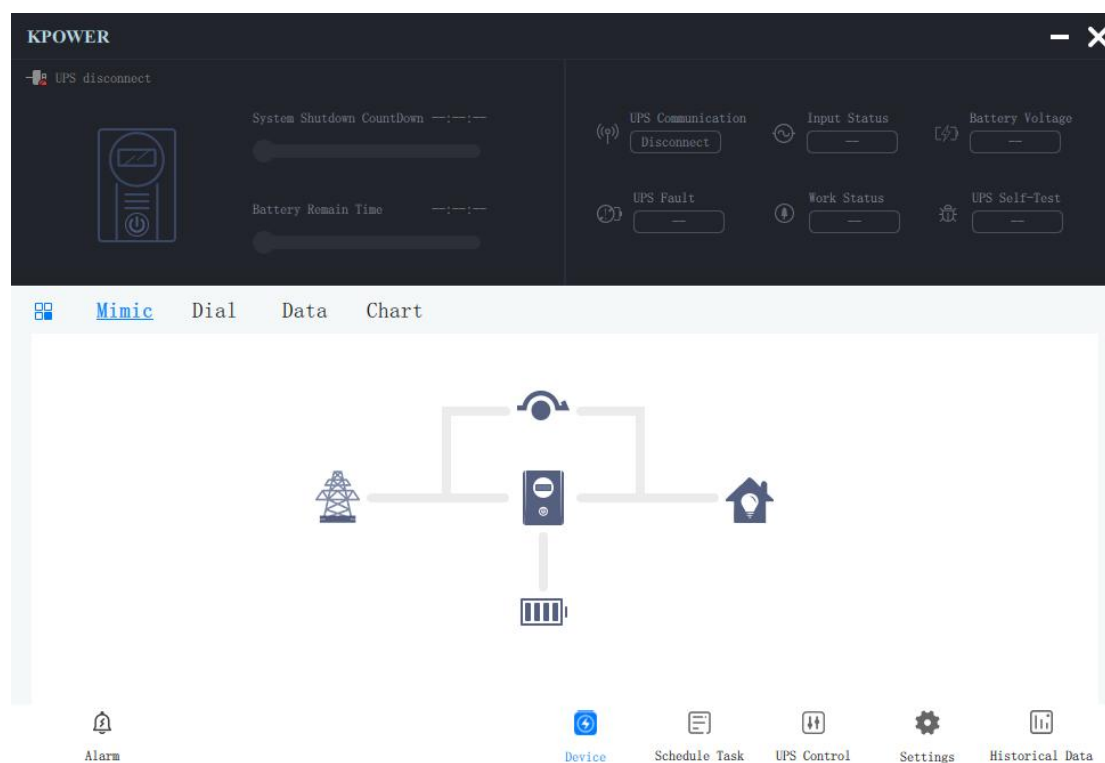 KPOWER
UPS disconnect
System Shutdown CountDown --:--:--
Battery Remain Time --:--:--
UPS Communication
Disconnect
Input Status
--
Battery Voltage
--
UPS Fault
--
Work Status
--
UPS Self-Test
--
Mimic Dial Data Chart
Alarm Device Schedule Task UPS Control Settings Historical Data